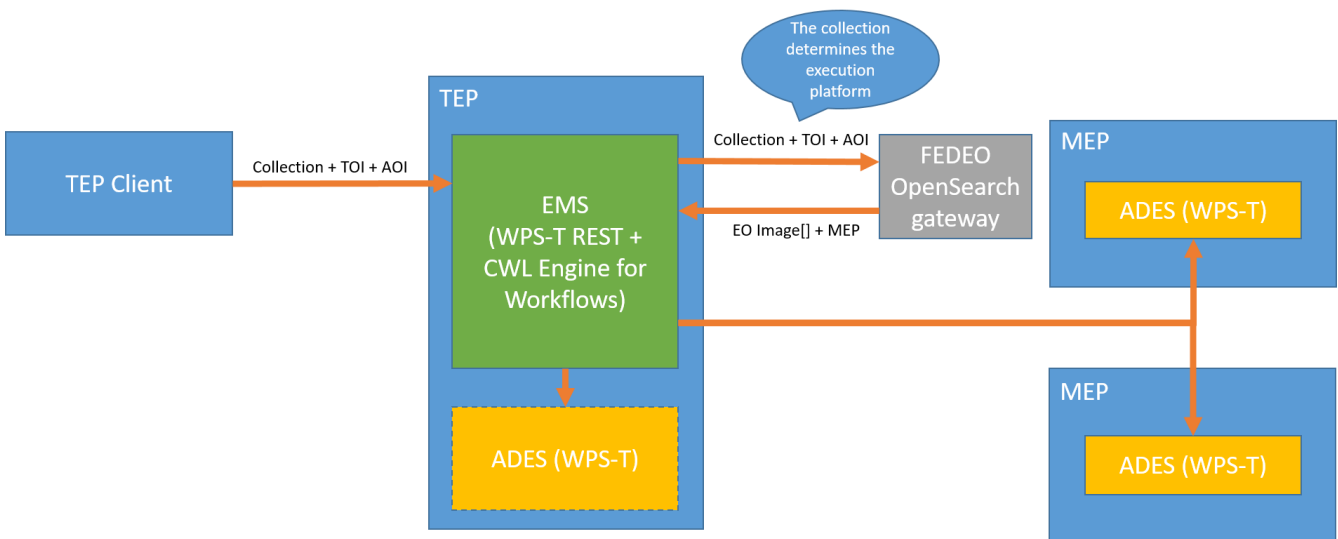 The collection
determines the
execution
platform
TEP
TEP Client
Collection + TOI + AOI
EMS
(WPS-T REST +
CWL Engine for
Workflows)
Collection + TOI + AOI
EO Image[] + MEP
FEDEO
OpenSearch
gateway
ADES (WPS-T)
MEP
ADES (WPS-T)
MEP
ADES (WPS-T)